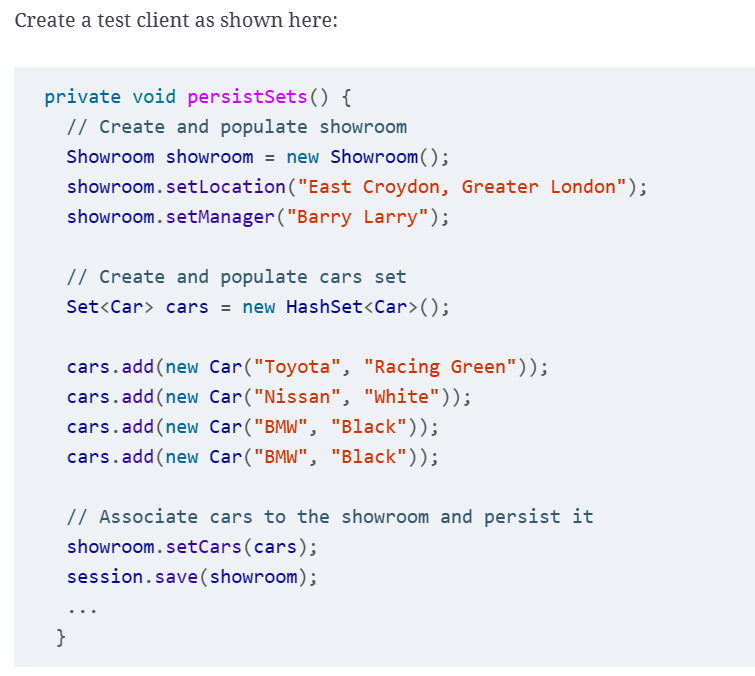 Create a test client as shown here:
private void persistSets() {
// Create and populate showroom
Showroom showroom = new Showroom();
showroom.setLocation("East Croydon, Greater London");
showroom.setManager("Barry Larry");
// Create and populate cars set
Set<Car> cars = new HashSet<Car>();
cars.add(new Car("Toyota", "Racing Green"));
cars.add(new Car("Nissan", "White"));
cars.add(new Car("BMW", "Black"));
cars.add(new Car("BMW", "Black"));
// Associate cars to the showroom and persist it
showroom.setCars(cars);
session.save(showroom);
...
}